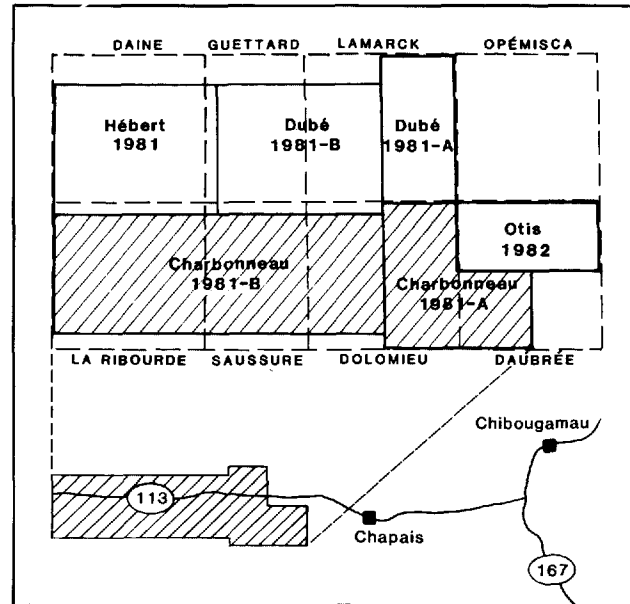 DAINE GUETTARD LAMARCK OPÉMISCA
Hébert
1981
Dubé
1981-B
Dubé
1981-A
Otis
1982
Charbonneau
1981-B
Charbonneau
1981-A
LA RIBOURDE SAUSSURE DOLOMIEU DAUBRÉE
Chibougamau
113
Chapais
167